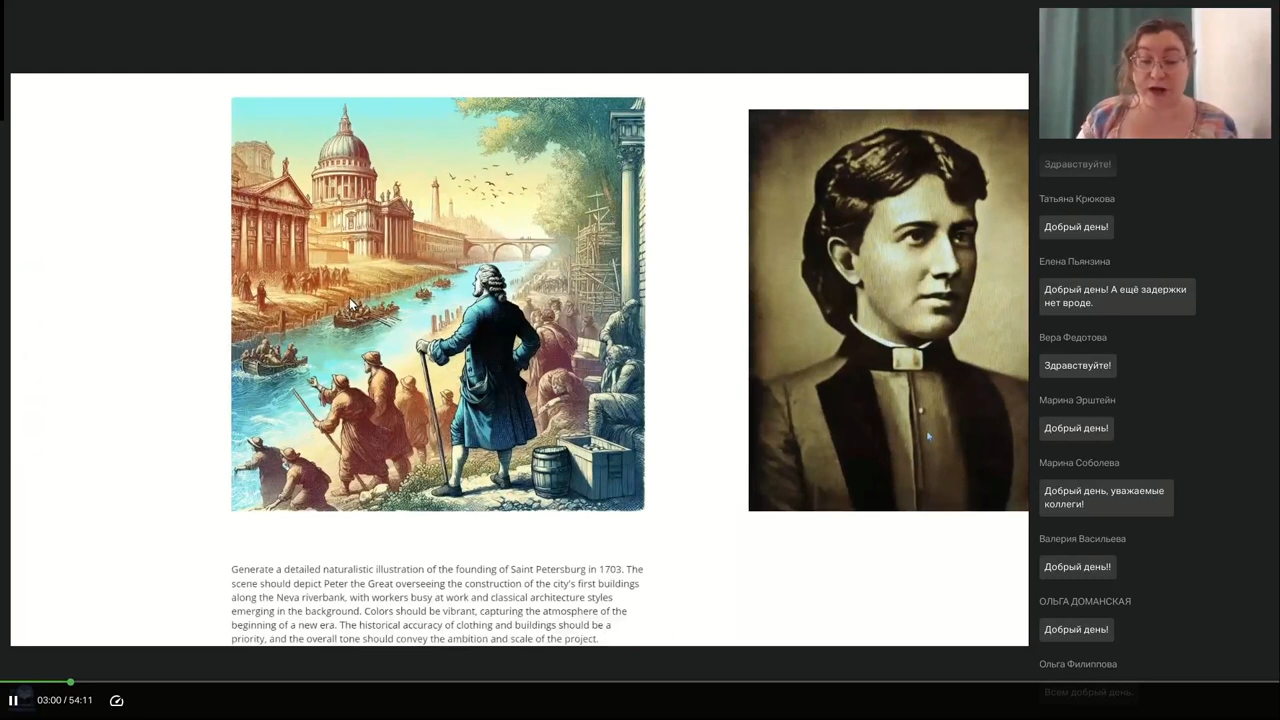 Generate a detailed naturalistic illustration of the founding of Saint Petersburg in 1703. The
scene should depict Peter the Great overseeing the construction of the city's first buildings
along the Neva riverbank, with workers busy at work and classical architecture styles
emerging in the background. Colors should be vibrant, capturing the atmosphere of the
beginning of a new era. The historical accuracy of clothing and buildings should be a
priority, and the overall tone should convey the ambition and scale of the project.
Здравствуйте!
Татьяна Крюкова
Добрый день!
Елена Пьянзина
Добрый день! А ещё задержки
нет вроде.
Вера Федотова
Здравствуйте!
Марина Эрштейн
Добрый день!
Марина Соболева
Добрый день, уважаемые
коллеги!
Валерия Васильева
Добрый день!!
ОЛЬГА ДОМАНСКАЯ
Добрый день!
Ольга Филиппова
Всем добрый день.
03:00 / 54:11